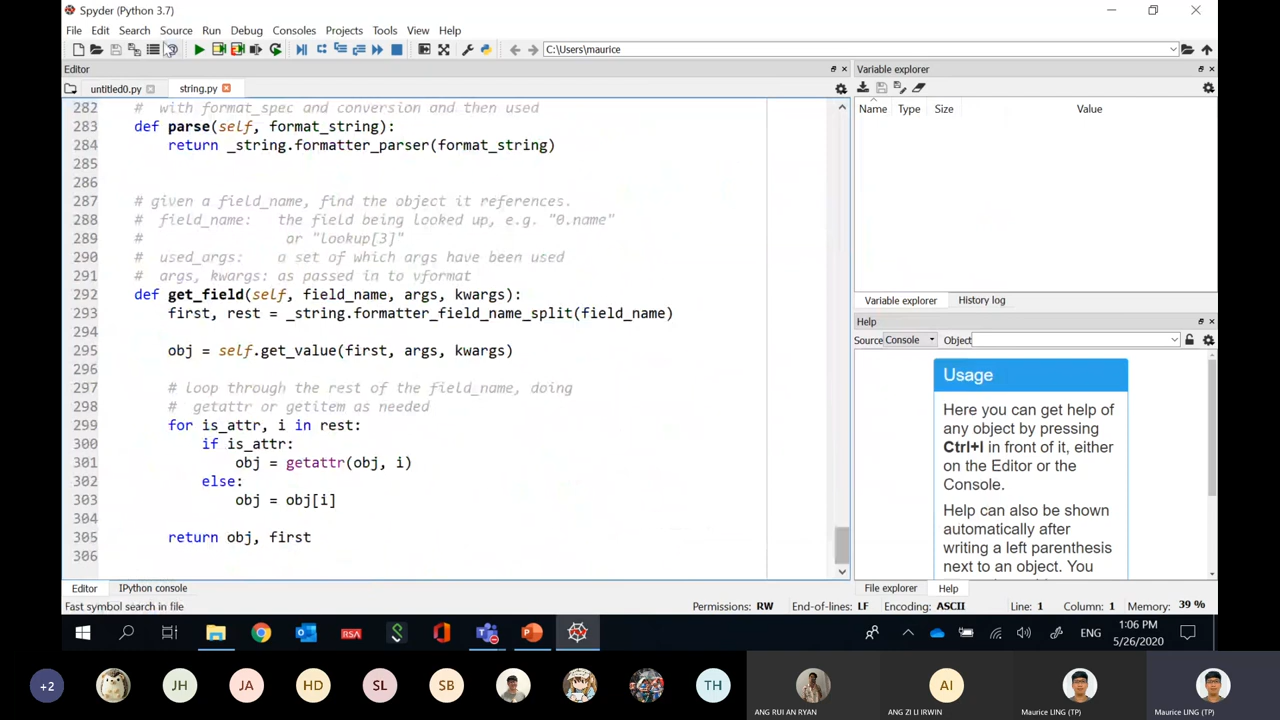 Spyder (Python 3.7)
File Edit Search Source Run Debug Consoles Projects Tools View Help
C:\Users\maurice
Editor
untitled0.py
string.py
282 # with format_spec and conversion and then used
283 def parse(self, format_string):
284 return _string.formatter_parser(format_string)
285
286
287 # given a field_name, find the object it references.
288 # field_name: the field being looked up, e.g. "0.name"
289 # or "lookup[3]"
290 # used_args: a set of which args have been used
291 # args, kwargs: as passed in to vformat
292 def get_field(self, field_name, args, kwargs):
293 first, rest = _string.formatter_field_name_split(field_name)
294
295 obj = self.get_value(first, args, kwargs)
296
297 # loop through the rest of the field_name, doing
298 # getattr or getitem as needed
299 for is_attr, i in rest:
300 if is_attr:
301 obj = getattr(obj, i)
302 else:
303 obj = obj[i]
304
305 return obj, first
306
Editor IPython console
Variable explorer
Name Type Size Value
Variable explorer History log
Help
Source Console Object
Usage
Here you can get help of
any object by pressing
Ctrl+I in front of it, either
on the Editor or the
Console.
Help can also be shown
automatically after
writing a left parenthesis
next to an object. You
File explorer Help
Fast symbol search in file Permissions: RW End-of-lines: LF Encoding: ASCII Line: 1 Column: 1 Memory: 39 %
RSA
ENG
1:06 PM
5/26/2020
+2 JH JA HD SL SB TH AI
ANG RUI AN RYAN ANG ZI LI IRWIN Maurice LING (TP) Maurice LING (TP)